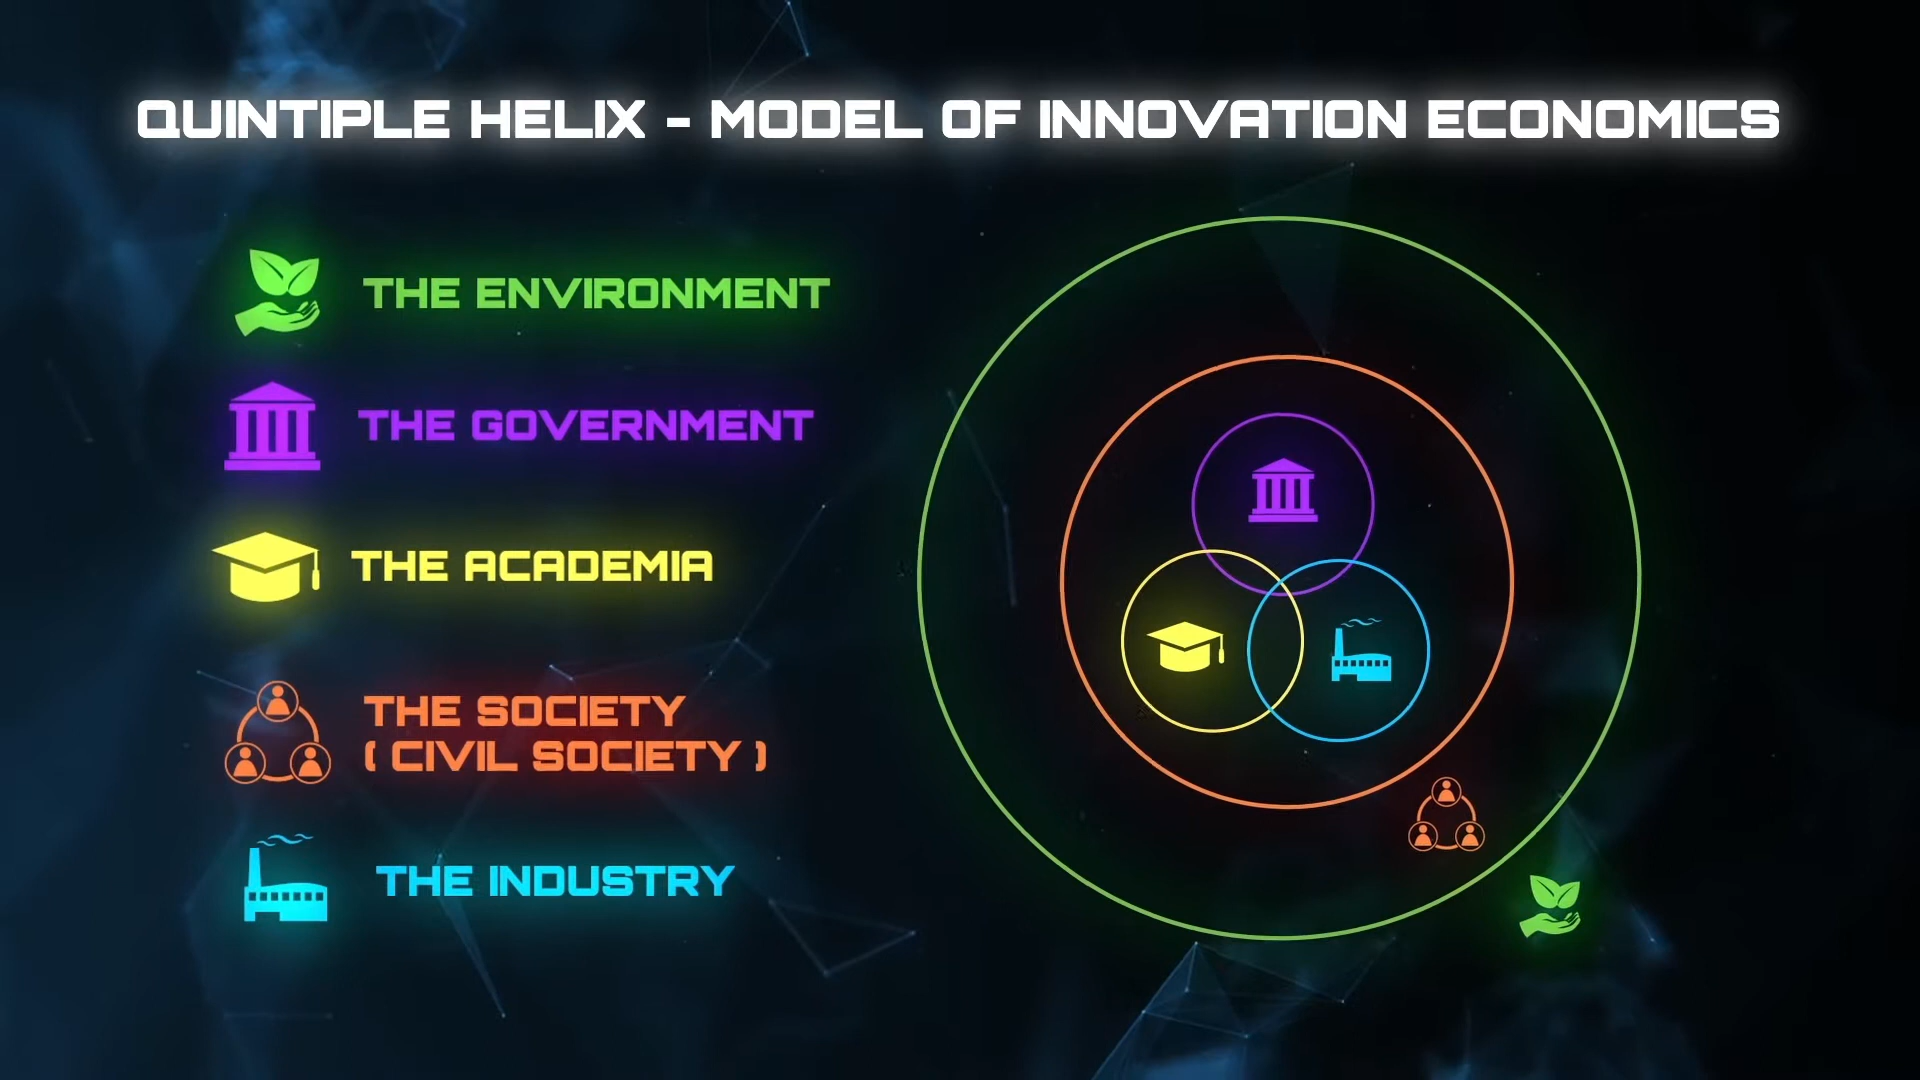 QUINTIPLE HELIX - MODEL OF INNOVATION ECONOMICS
THE ENVIRONMENT
THE GOVERNMENT
THE ACADEMIA
THE SOCIETY
( CIVIL SOCIETY )
THE INDUSTRY